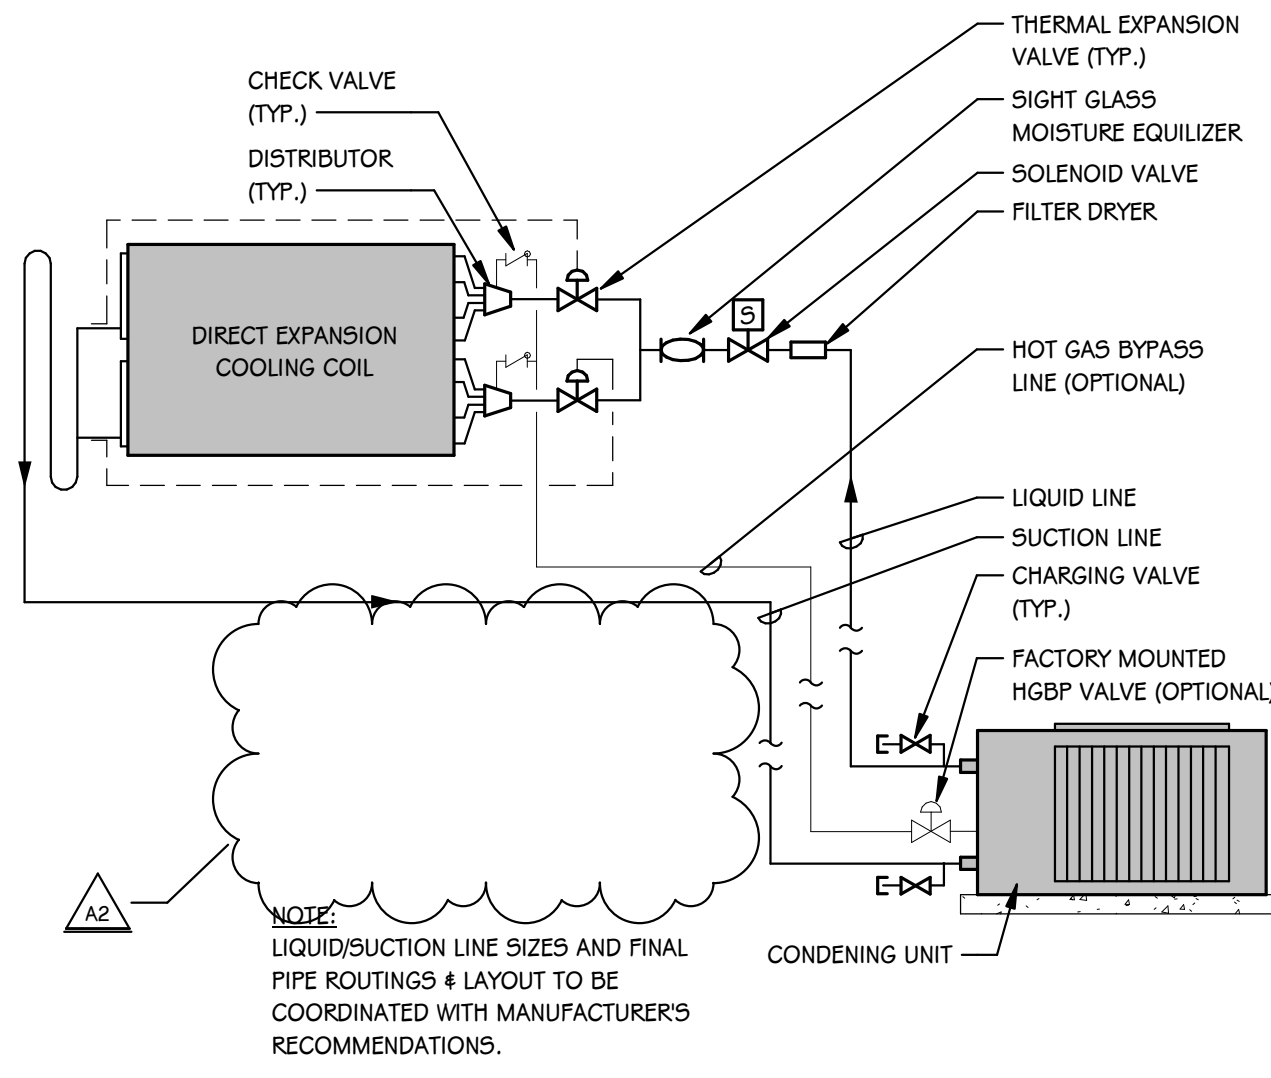 THERMAL EXPANSION
VALVE (TYP.)
CHECK VALVE
(TYP.)
SIGHT GLASS
MOISTURE EQUILIZER
DISTRIBUTOR
(TYP.)
SOLENOID VALVE
FILTER DRYER
S
DIRECT EXPANSION
COOLING COIL
HOT GAS BYPASS
LINE (OPTIONAL)
LIQUID LINE
SUCTION LINE
CHARGING VALVE
(TYP.)
FACTORY MOUNTED
HGBP VALVE (OPTIONAL)
A2
NOTE:
LIQUID/SUCTION LINE SIZES AND FINAL
PIPE ROUTINGS & LAYOUT TO BE
COORDINATED WITH MANUFACTURER'S
RECOMMENDATIONS.
CONDENING UNIT